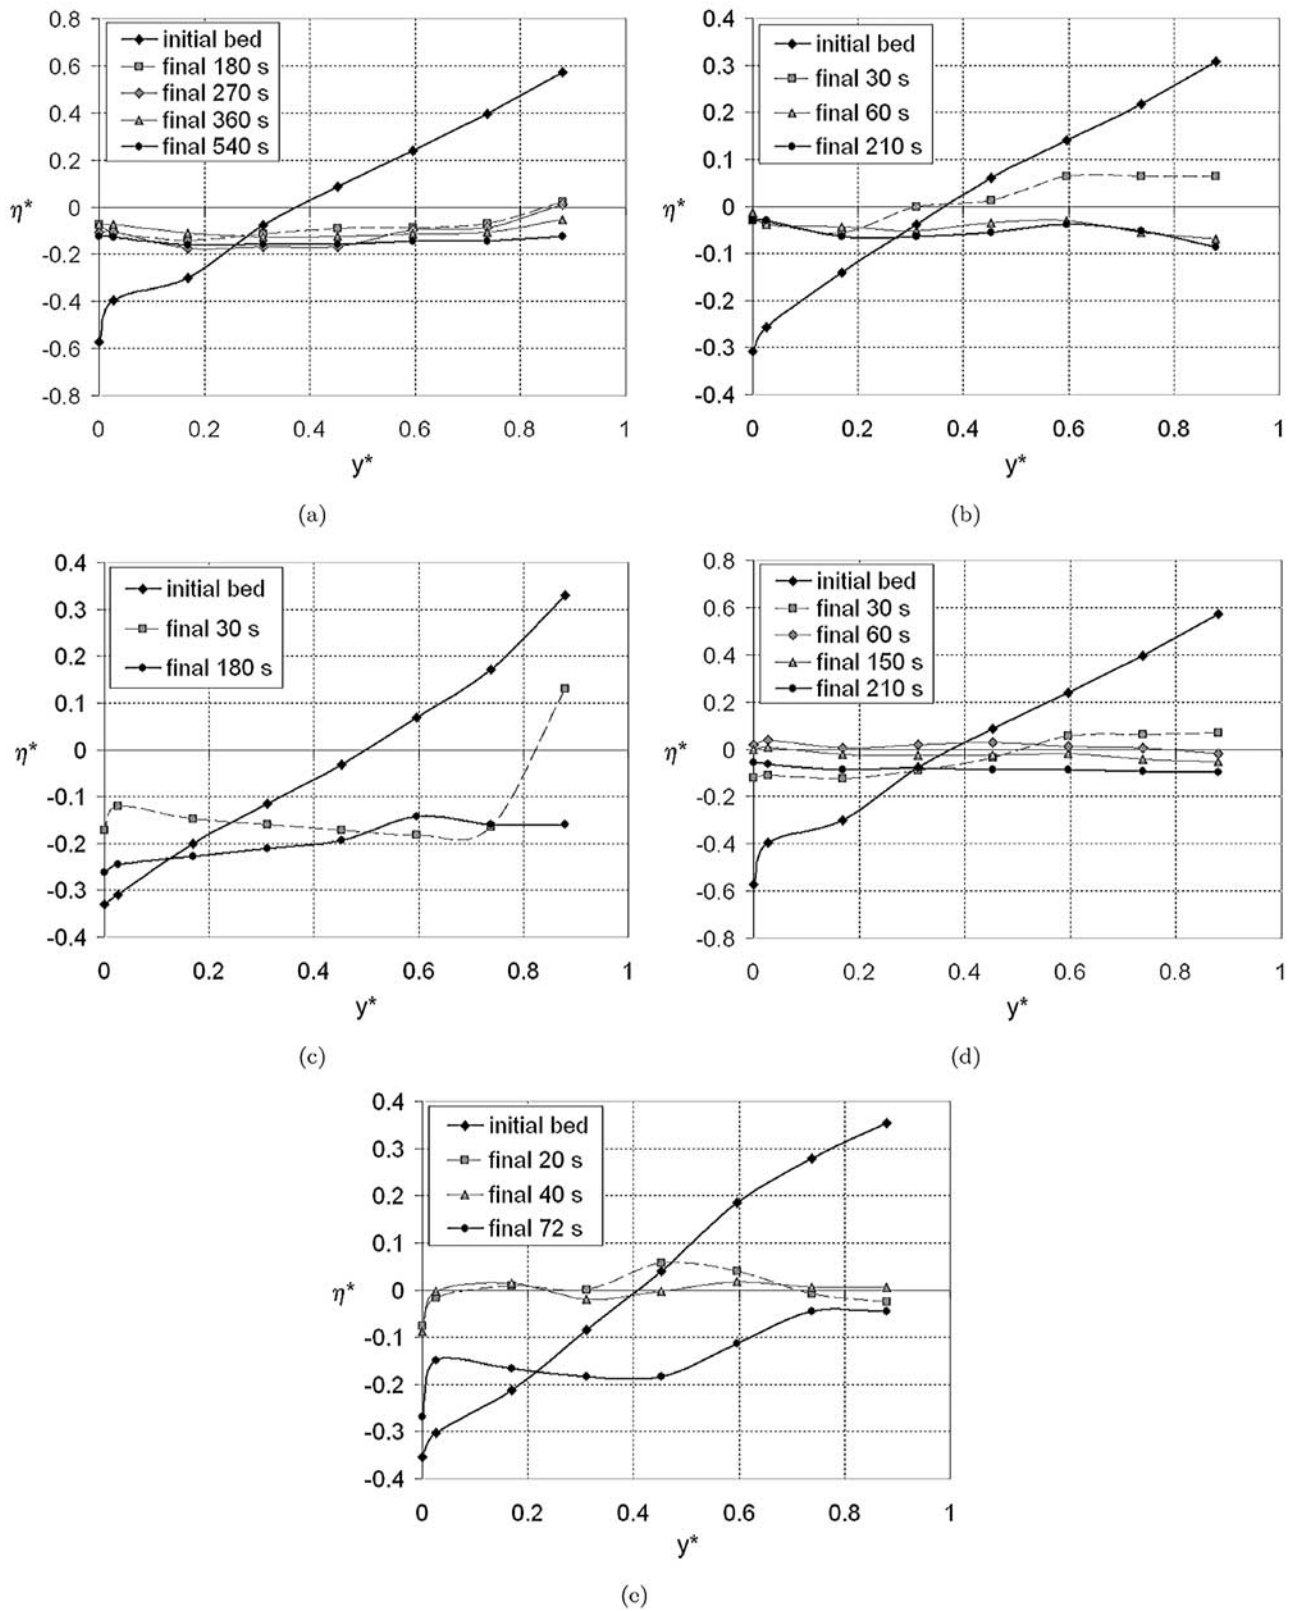 0.8
0.6
0.4
0.2
0
-0.2
-0.4
-0.6
-0.8
η*
initial bed
final 180 s
final 270 s
final 360 s
final 540 s
0 0.2 0.4 0.6 0.8 1
y*
(a)
0.4
0.3
0.2
0.1
0
-0.1
-0.2
-0.3
-0.4
η*
initial bed
final 30 s
final 60 s
final 210 s
0 0.2 0.4 0.6 0.8 1
y*
(b)
0.4
0.3
0.2
0.1
0
-0.1
-0.2
-0.3
-0.4
η*
initial bed
final 30 s
final 180 s
0 0.2 0.4 0.6 0.8 1
y*
(c)
0.8
0.6
0.4
0.2
0
-0.2
-0.4
-0.6
-0.8
η*
initial bed
final 30 s
final 60 s
final 150 s
final 210 s
0 0.2 0.4 0.6 0.8 1
y*
(d)
0.4
0.3
0.2
0.1
0
-0.1
-0.2
-0.3
-0.4
η*
initial bed
final 20 s
final 40 s
final 72 s
0 0.2 0.4 0.6 0.8 1
y*
(e)